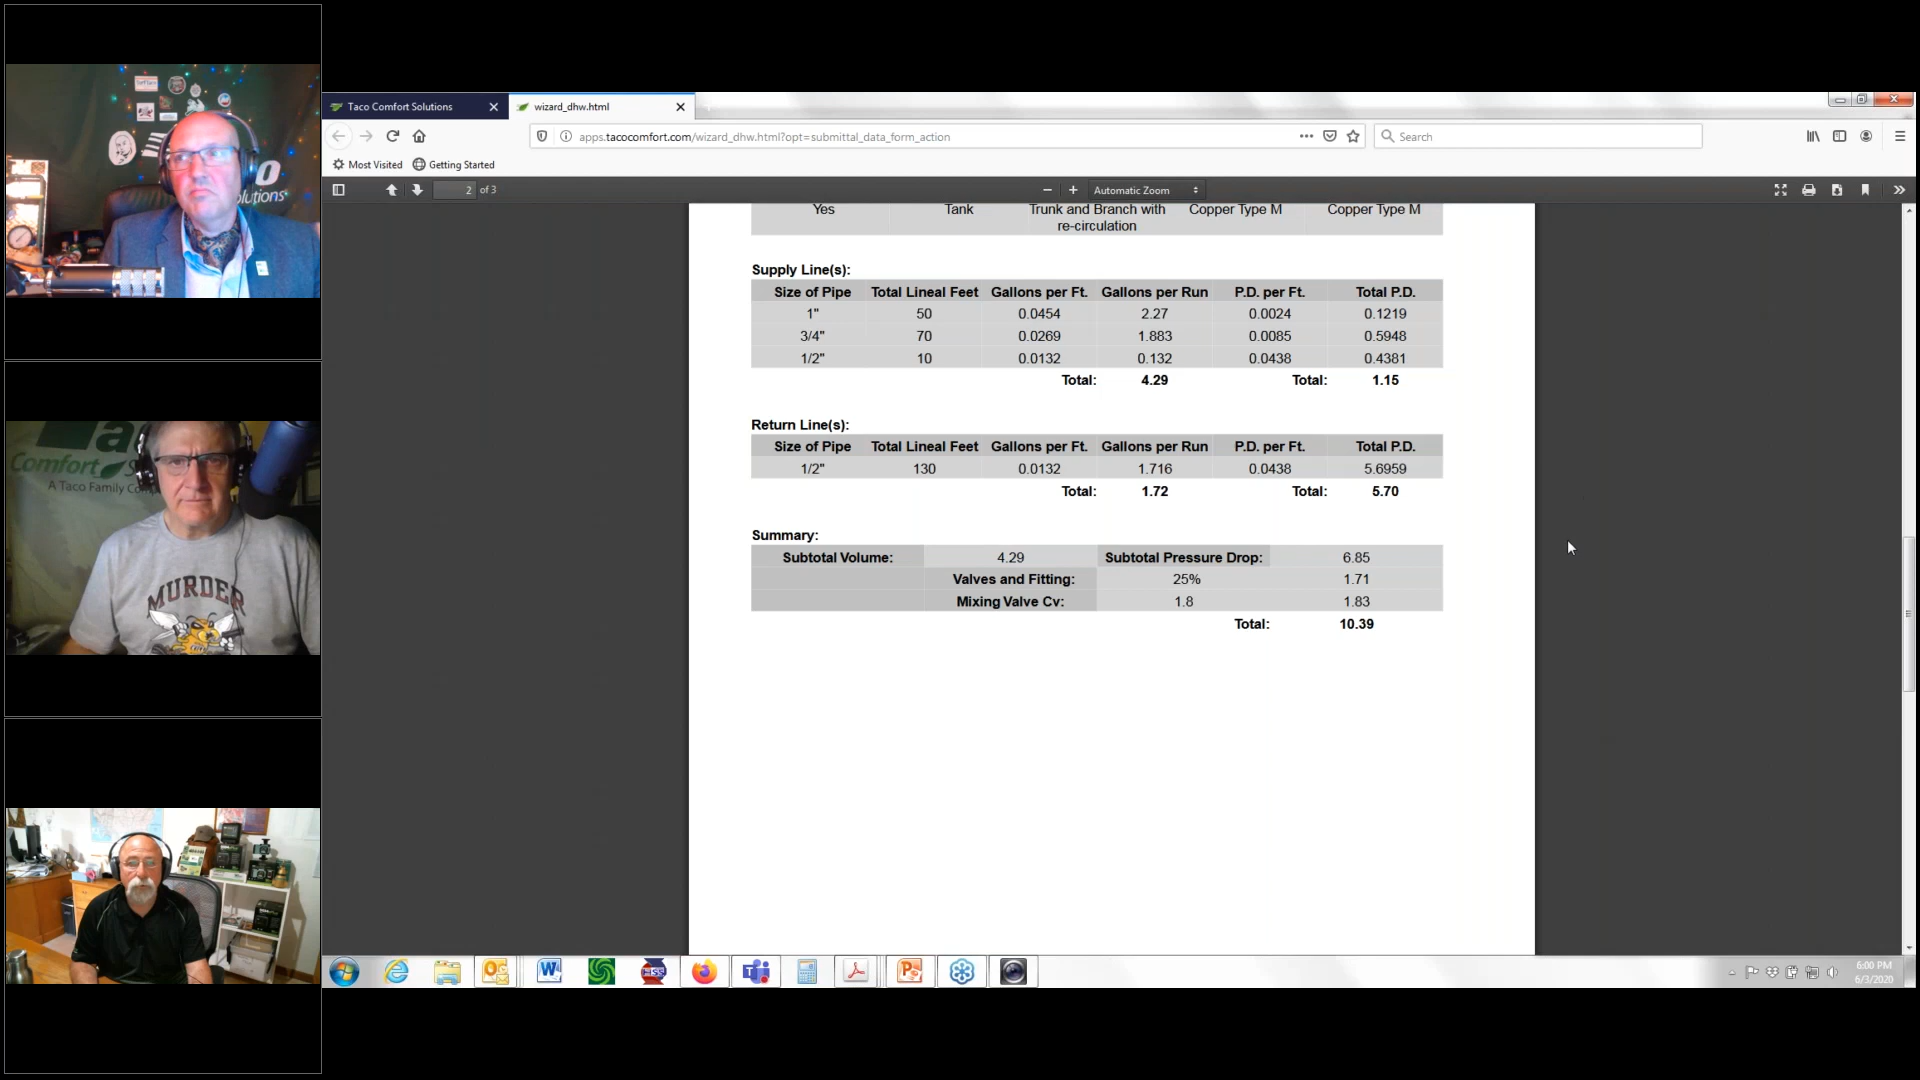 Taco Comfort Solutions
wizard_dhw.html
apps.tacocomfort.com/wizard_dhw.html?opt=submittal_data_form_action
Search
Most Visited
Getting Started
2 of 3
Automatic Zoom
Yes Tank Trunk and Branch with re-circulation Copper Type M Copper Type M
Supply Line(s):
Size of Pipe Total Lineal Feet Gallons per Ft. Gallons per Run P.D. per Ft. Total P.D.
1" 50 0.0454 2.27 0.0024 0.1219
3/4" 70 0.0269 1.883 0.0085 0.5948
1/2" 10 0.0132 0.132 0.0438 0.4381
Total: 4.29 Total: 1.15
Return Line(s):
Size of Pipe Total Lineal Feet Gallons per Ft. Gallons per Run P.D. per Ft. Total P.D.
1/2" 130 0.0132 1.716 0.0438 5.6959
Total: 1.72 Total: 5.70
Summary:
Subtotal Volume: 4.29 Subtotal Pressure Drop: 6.85
Valves and Fitting: 25% 1.71
Mixing Valve Cv: 1.8 1.83
Total: 10.39
6:00 PM
6/3/2020
olutions
Comfort
A Taco Family
MURDER